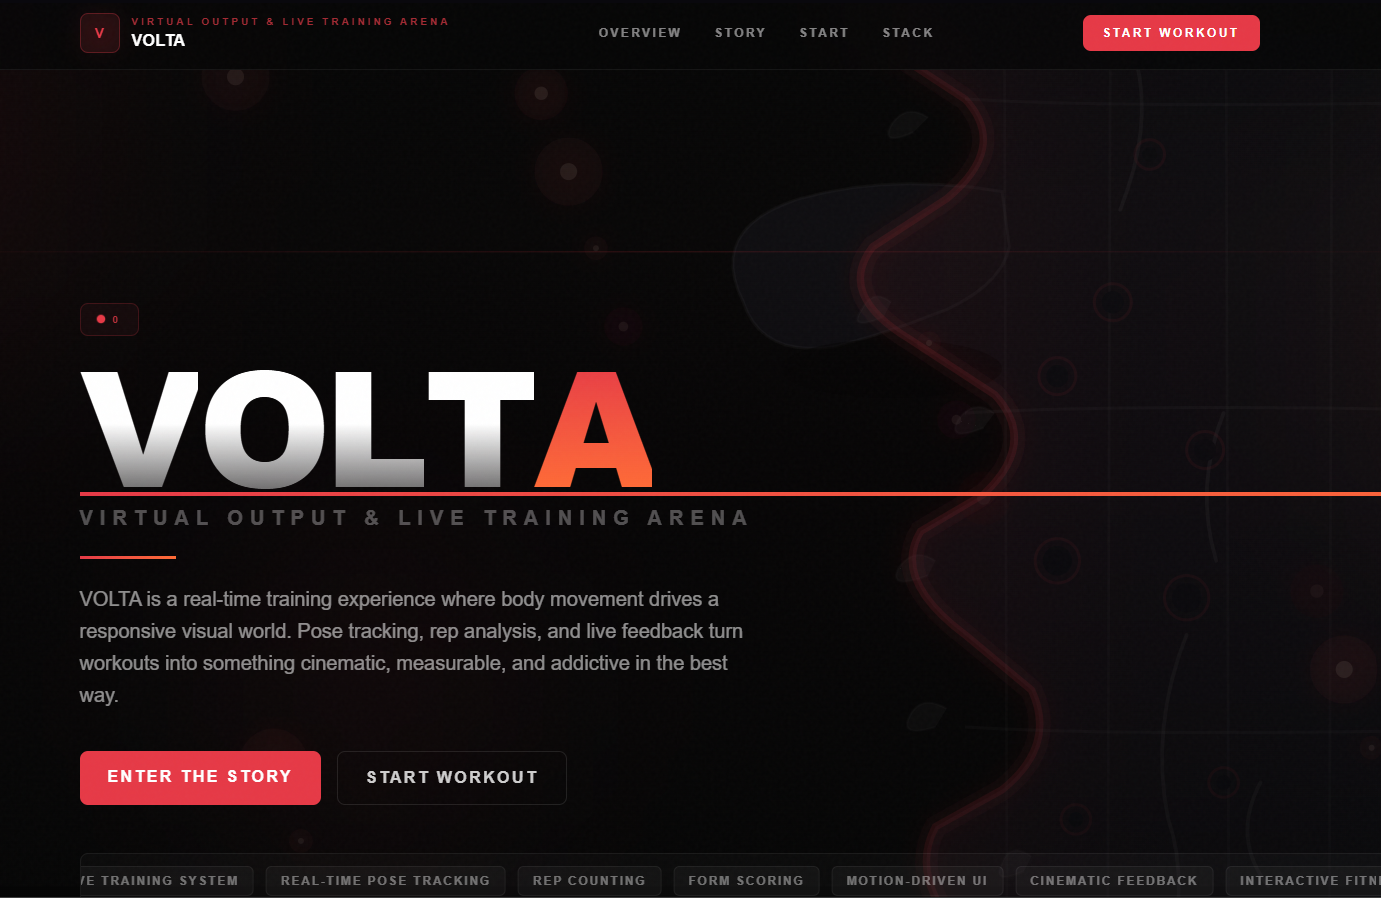 V
VIRTUAL OUTPUT & LIVE TRAINING ARENA
VOLTA
OVERVIEW
STORY
START
STACK
START WORKOUT
0
VOLTA
VIRTUAL OUTPUT & LIVE TRAINING ARENA
VOLTA is a real-time training experience where body movement drives a
responsive visual world. Pose tracking, rep analysis, and live feedback turn
workouts into something cinematic, measurable, and addictive in the best
way.
ENTER THE STORY
START WORKOUT
VE TRAINING SYSTEM
REAL-TIME POSE TRACKING
REP COUNTING
FORM SCORING
MOTION-DRIVEN UI
CINEMATIC FEEDBACK
INTERACTIVE FITN